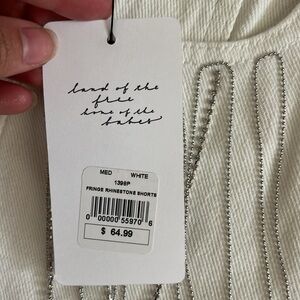 land of the
free
home of the
babes
MED WHITE
1398P
FRINGE RHINESTONE SHORTS
0 00000 55970 6
$ 64.99